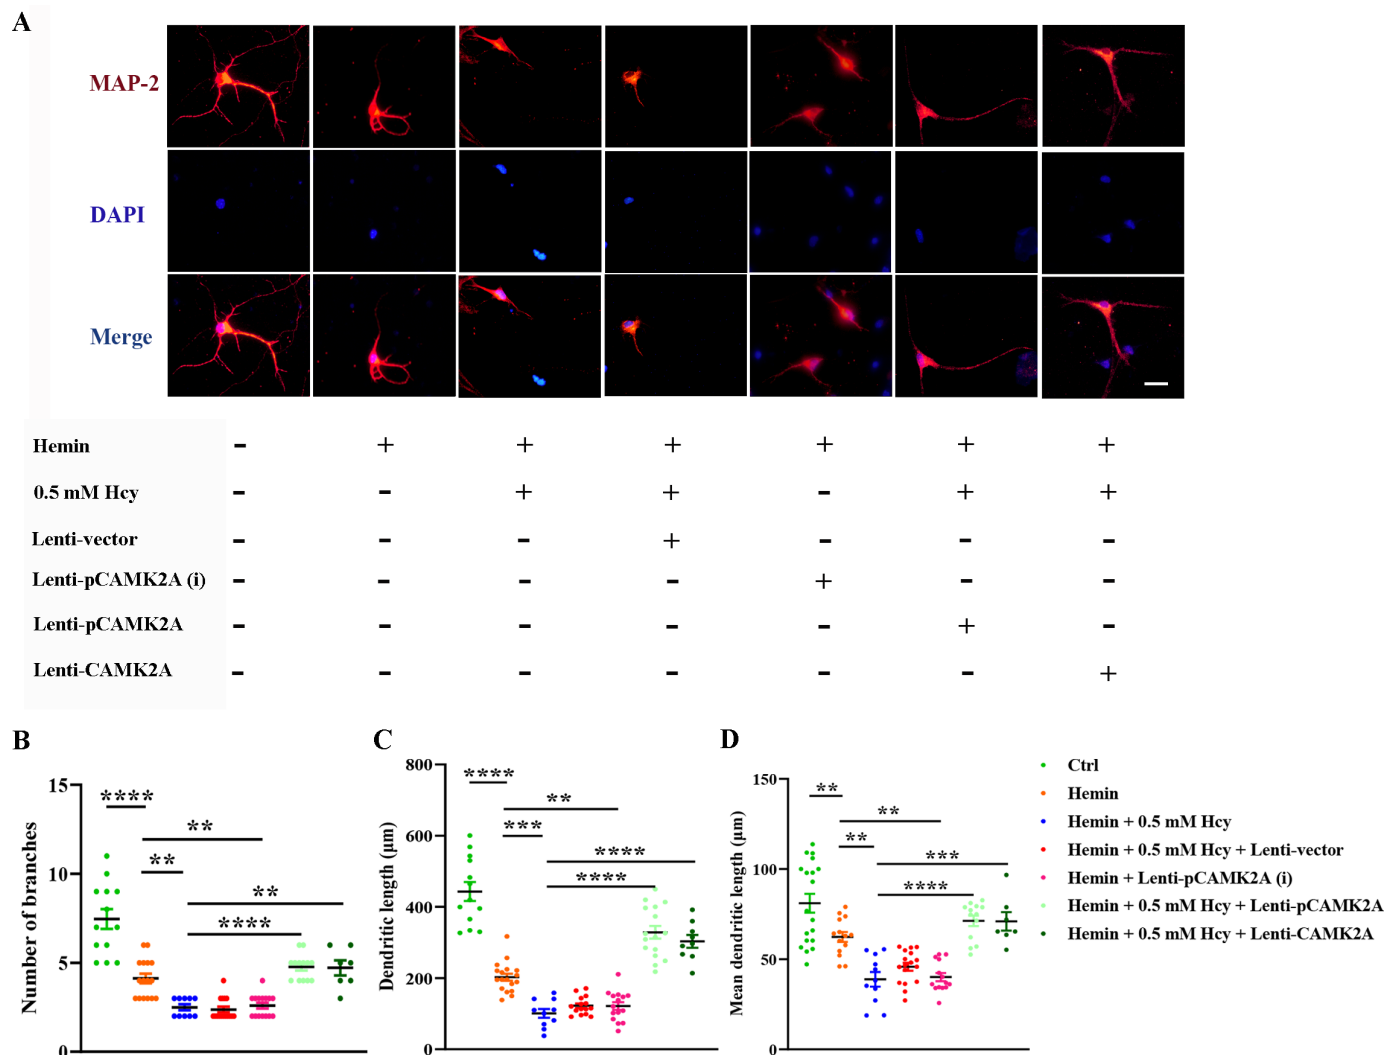 A
MAP-2
DAPI
Merge
Hemin - + + + + + +
0.5 mM Hcy - - + + - + +
Lenti-vector - - - + - - -
Lenti-pCAMK2A (i) - - - - + - -
Lenti-pCAMK2A - - - - - + -
Lenti-CAMK2A - - - - - - +
B
Number of branches
15
10
5
0
****
**
**
**
****
C
Dendritic length (μm)
800
600
400
200
0
****
**
***
****
****
D
Mean dendritic length (μm)
150
100
50
0
**
**
**
***
****
Ctrl
Hemin
Hemin + 0.5 mM Hcy
Hemin + 0.5 mM Hcy + Lenti-vector
Hemin + Lenti-pCAMK2A (i)
Hemin + 0.5 mM Hcy + Lenti-pCAMK2A
Hemin + 0.5 mM Hcy + Lenti-CAMK2A